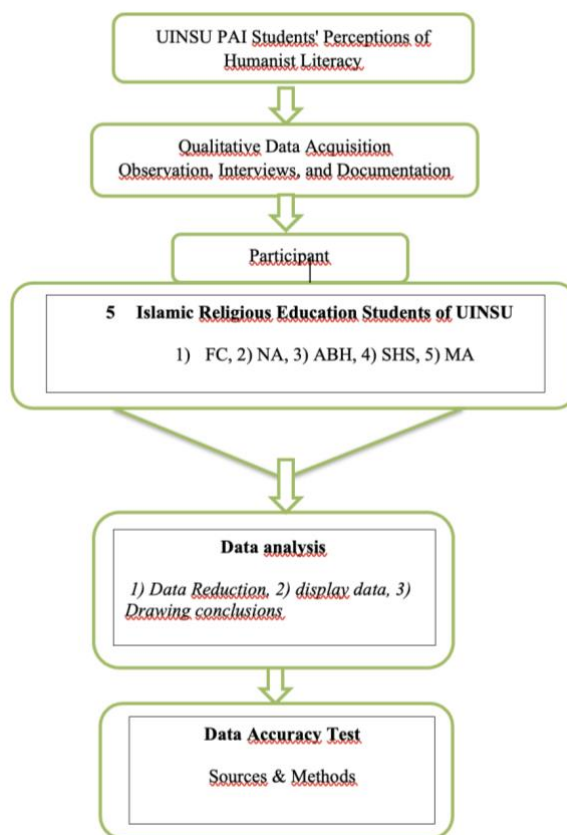 UINSU PAI Students' Perceptions of
Humanist Literacy
Qualitative Data Acquisition
Observation, Interviews, and Documentation
Participant
5 Islamic Religious Education Students of UINSU
1) FC, 2) NA, 3) ABH, 4) SHS, 5) MA
Data analysis
1) Data Reduction, 2) display data, 3)
Drawing conclusions
Data Accuracy Test
Sources & Methods